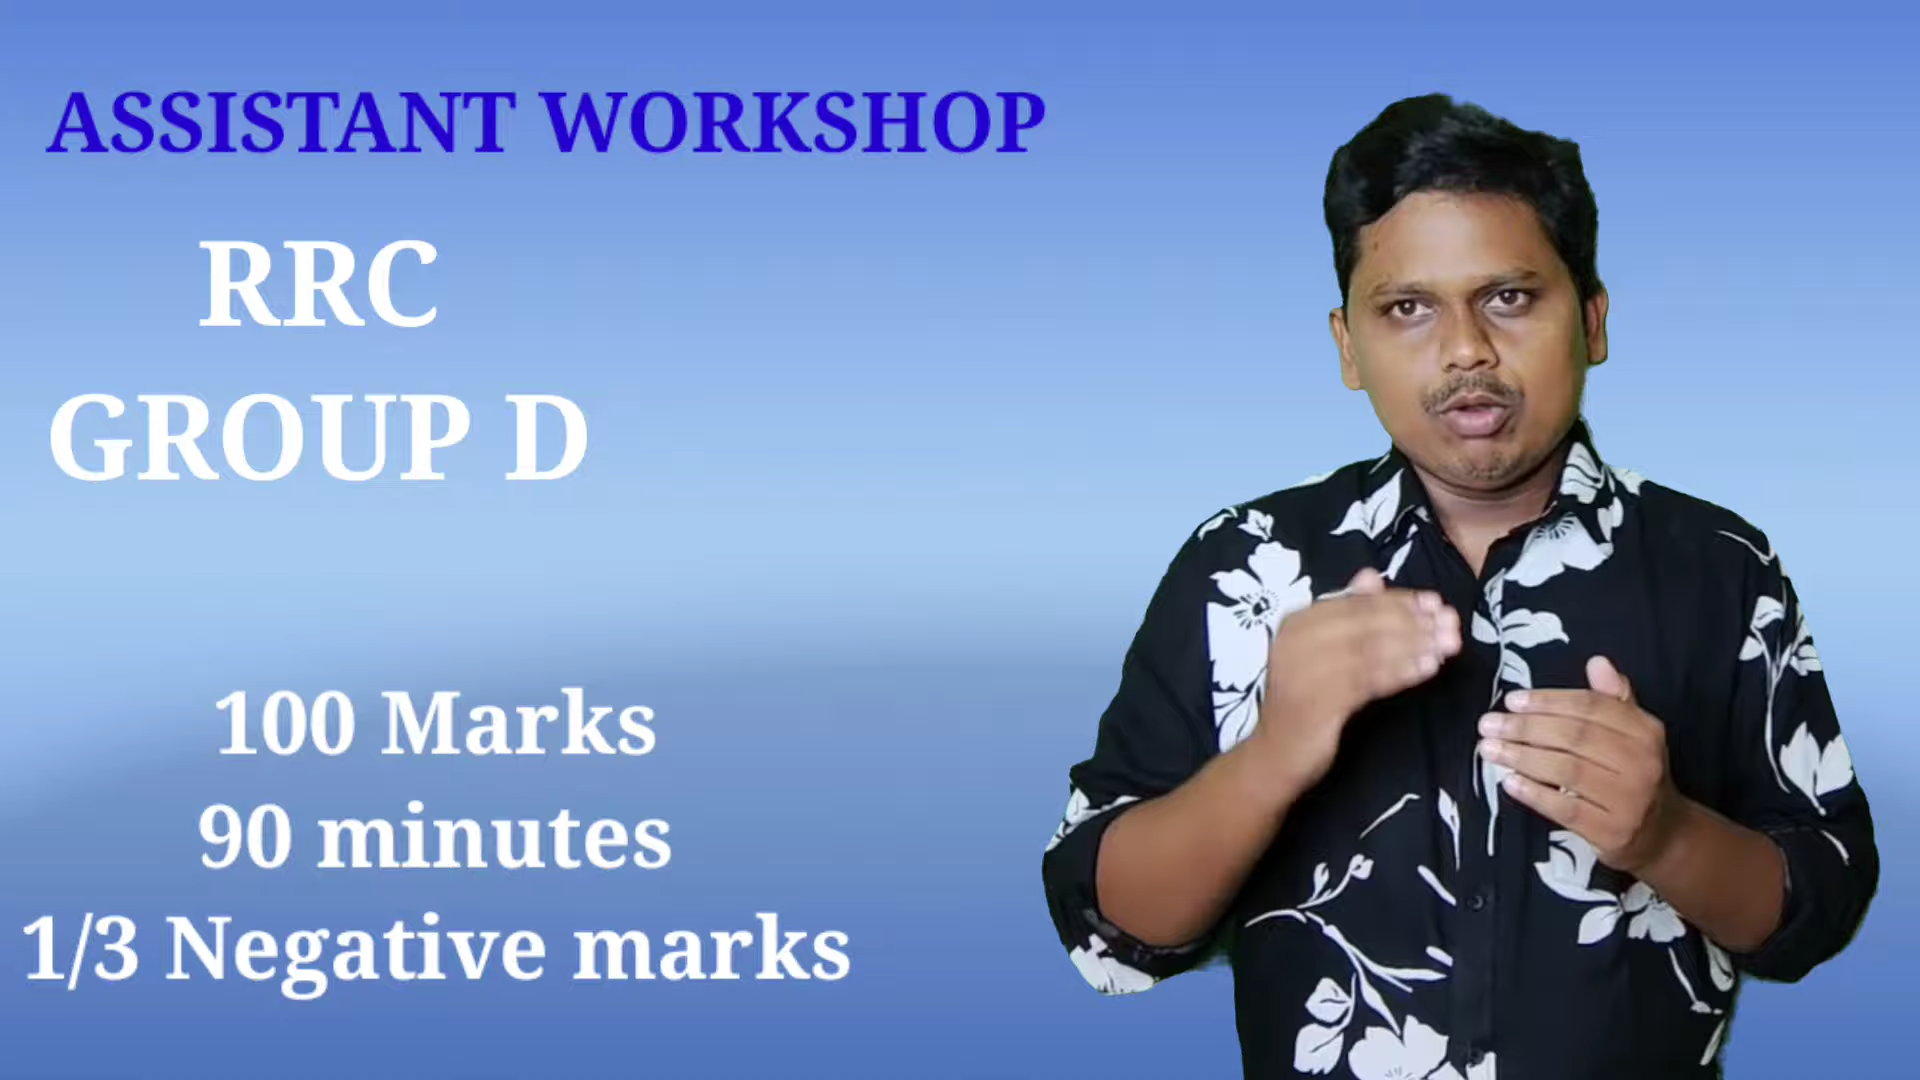 ASSISTANT WORKSHOP
RRC
GROUP D
100 Marks
90 minutes
1/3 Negative marks